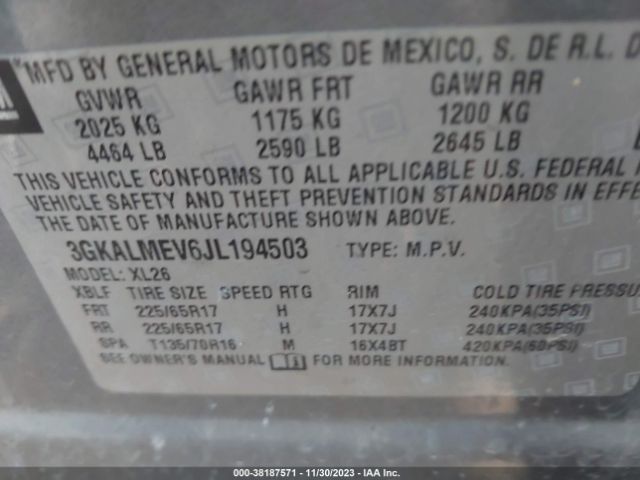 *MFD BY GENERAL MOTORS DE MEXICO, S. DE R.L. D
GVWR GAWR FRT GAWR RR
2025 KG 1175 KG 1200 KG
4464 LB 2590 LB 2645 LB
THIS VEHICLE CONFORMS TO ALL APPLICABLE U.S. FEDERAL
VEHICLE SAFETY AND THEFT PREVENTION STANDARDS IN EFFE
THE DATE OF MANUFACTURE SHOWN ABOVE.
3GKALMEV6JL194503 TYPE: M.P.V.
MODEL: XL26
XBLF TIRE SIZE SPEED RTG RIM COLD TIRE PRESSU
FRT 225/65R17 H 17X7J 240KPA(35PSI)
RR 225/65R17 H 17X7J 240KPA(35PSI)
SPA T135/70R16 M 16X4BT 420KPA(60PSI)
SEE OWNER'S MANUAL FOR MORE INFORMATION.
000-38187571 - 11/30/2023 - IAA Inc.